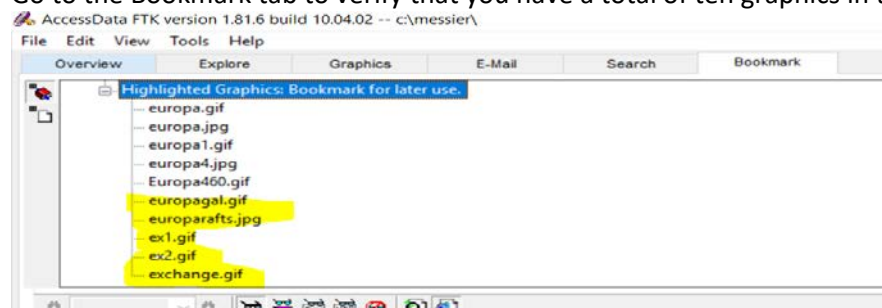 Go to the Bookmark tab to verify that you have a total of ten graphics in
AccessData FTK version 1.81.6 build 10.04.02 -- c:\messier\
File Edit View Tools Help
Overview Explore Graphics E-Mail Search Bookmark
Highlighted Graphics: Bookmark for later use.
europa.gif
europa.jpg
europa1.gif
europa4.jpg
Europa460.gif
europagal.gif
europarafts.jpg
ex1.gif
ex2.gif
exchange.gif